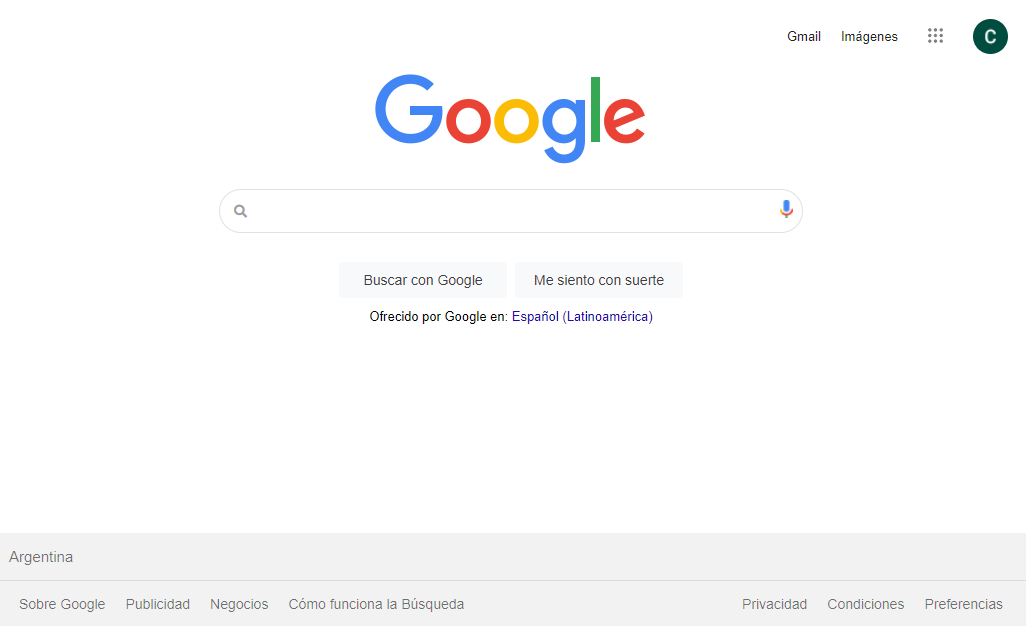 Gmail Imágenes
C
Google
Buscar con Google Me siento con suerte
Ofrecido por Google en: Español (Latinoamérica)
Argentina
Sobre Google Publicidad Negocios Cómo funciona la Búsqueda Privacidad Condiciones Preferencias